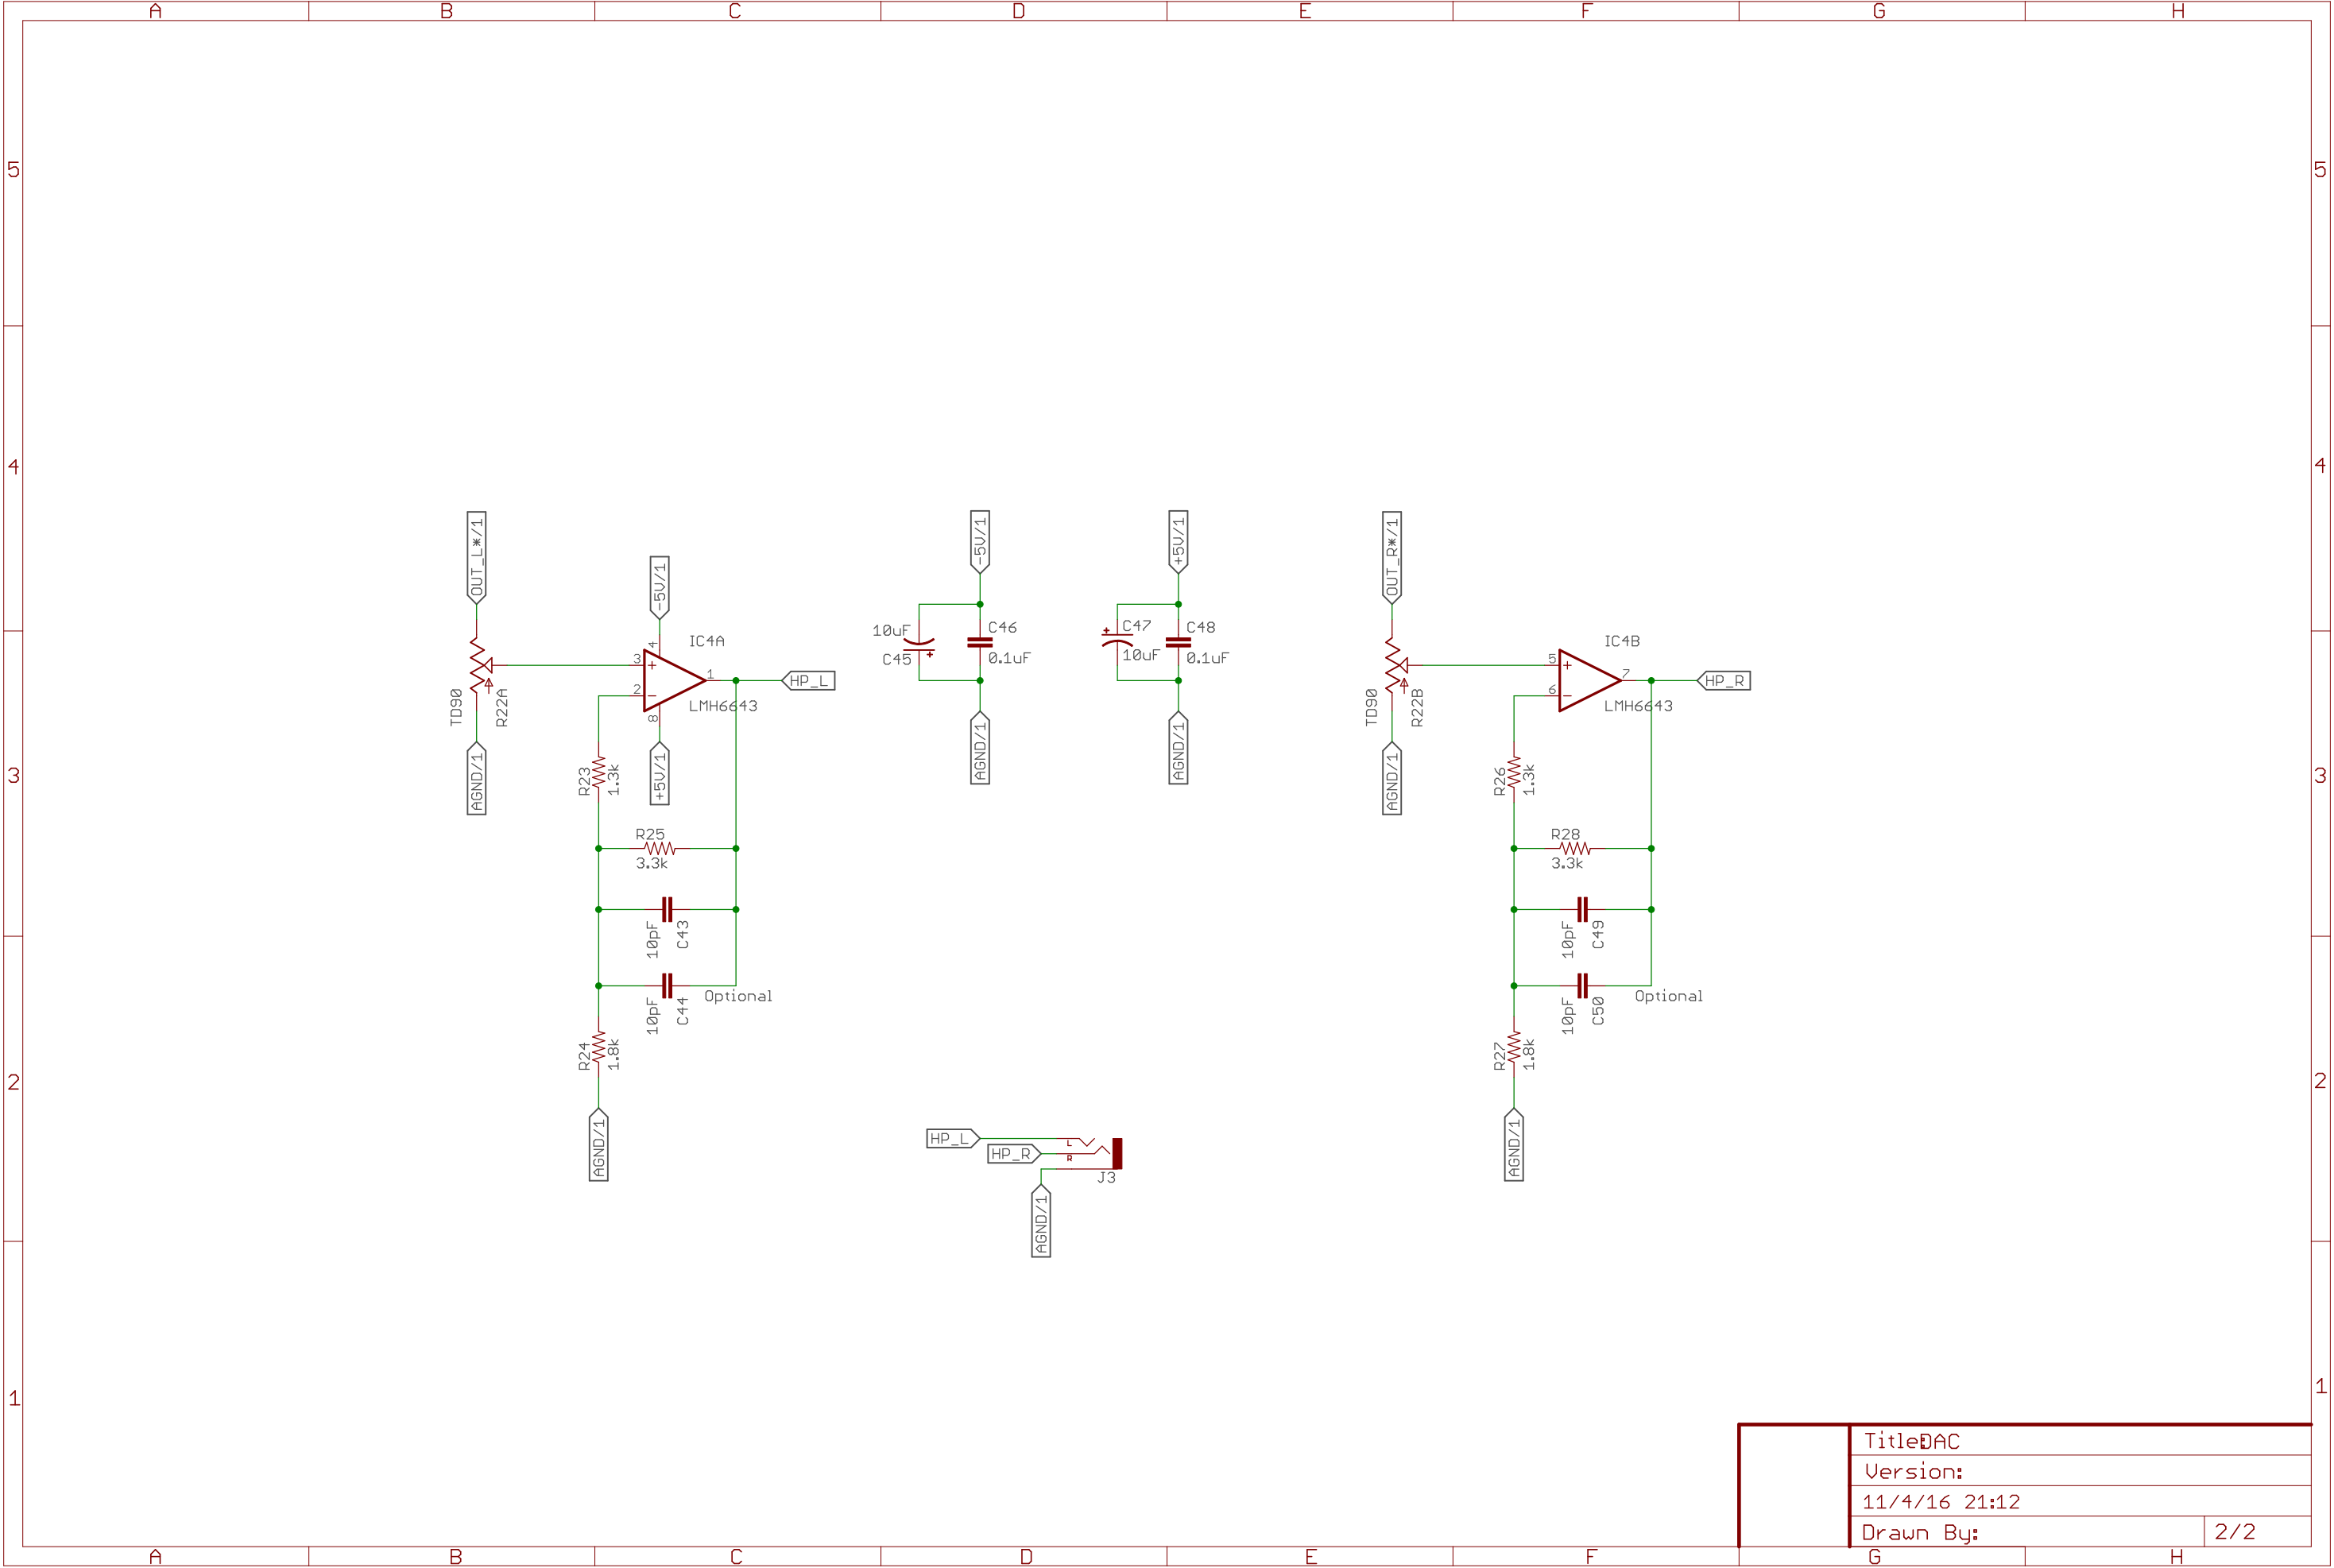 A B C D E F G H
5 5
4 4
OUT_L*/1
-5V/1
+5V/1
OUT_R*/1
-5V/1
10uF
C45
C46
0.1uF
C47
10uF
C48
0.1uF
IC4A
IC4B
3
4
1
2
8
+
-
LMH6643
HP_L
TD90
R22A
AGND/1
AGND/1
AGND/1
TD90
R22B
AGND/1
5
6
7
+
-
LMH6643
HP_R
3 3
R23
1.3k
+5V/1
R26
1.3k
R25
3.3k
R28
3.3k
10pF
C43
10pF
C49
10pF
C44
Optional
10pF
C50
Optional
2 2
R24
1.8k
R27
1.8k
AGND/1
AGND/1
HP_L
L
HP_R
R
J3
AGND/1
1 1
Title:DAC
Version:
11/4/16 21:12
Drawn By:
2/2
A B C D E F G H